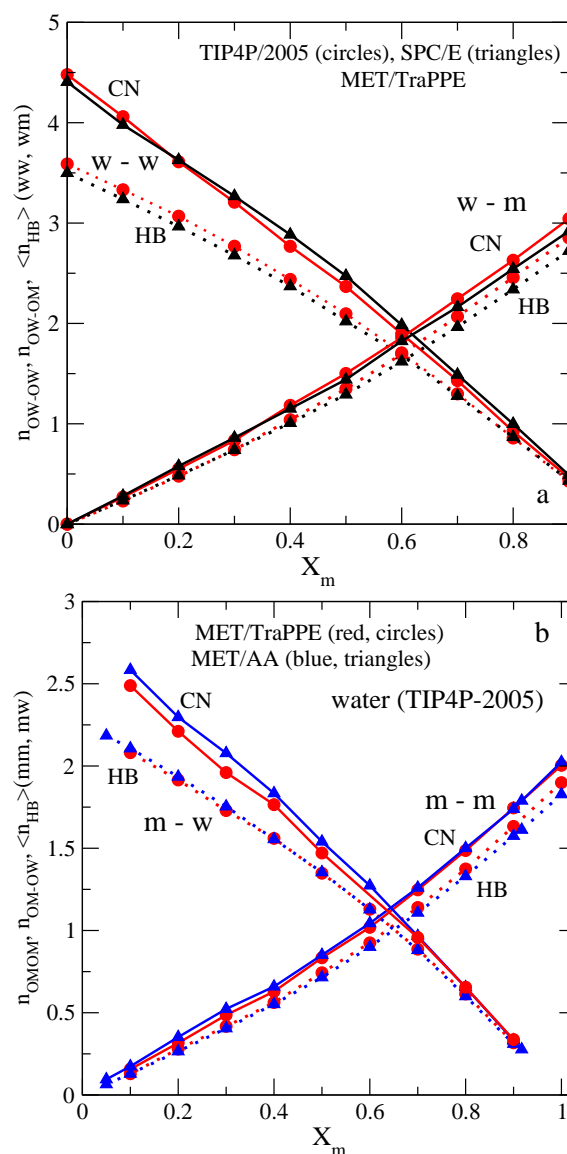 TIP4P/2005 (circles), SPC/E (triangles)
MET/TraPPE
CN
w - w
w - m
HB
CN
HB
n_OW-OW, n_OW-OM, <n_HB> (ww, wm)
5
4
3
2
1
0
a
0 0.2 0.4 0.6 0.8
X_m
MET/TraPPE (red, circles)
b
MET/AA (blue, triangles)
CN
water (TIP4P-2005)
HB
m - w
m - m
CN
HB
n_OMOM, n_OM-OW, <n_HB>(mm, mw)
3
2.5
2
1.5
1
0.5
0
0 0.2 0.4 0.6 0.8 1
X_m